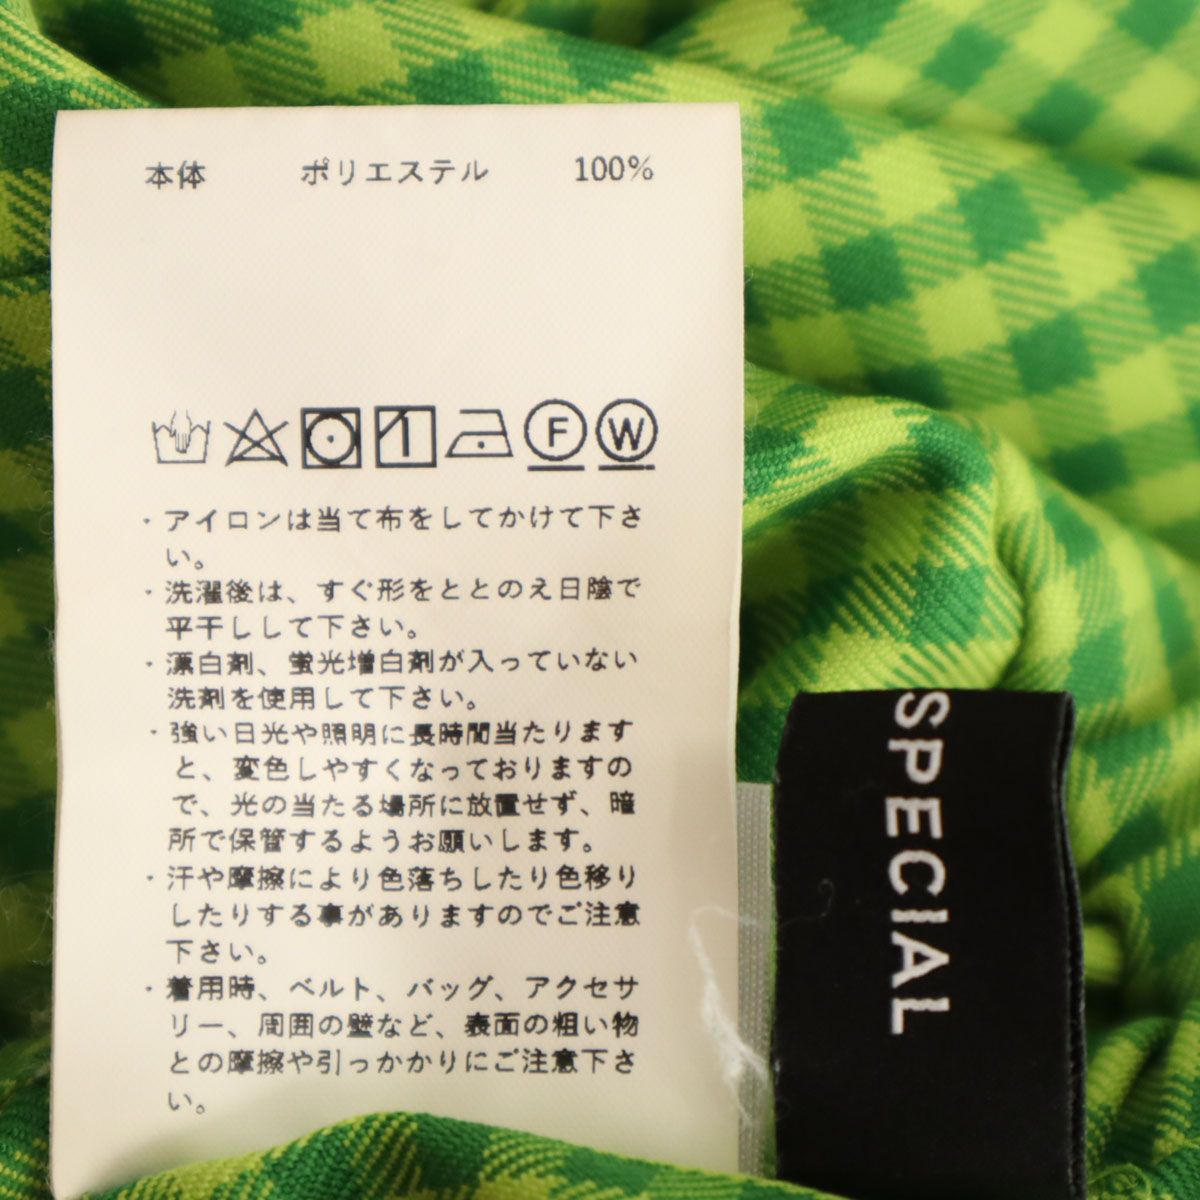 本体 ポリエステル 100%
F W
・アイロンは当て布をしてかけて下さ
い。
・洗濯後は、すぐ形をととのえ日陰で
平干しして下さい。
・漂白剤、蛍光増白剤が入っていない
洗剤を使用して下さい。
・強い日光や照明に長時間当たります
と、変色しやすくなっておりますの
で、光の当たる場所に放置せず、暗
所で保管するようお願いします。
・汗や摩擦により色落ちしたり色移り
したりする事がありますのでご注意
下さい。
・着用時、ベルト、バッグ、アクセサ
リー、周囲の壁など、表面の粗い物
との摩擦や引っかかりにご注意下さ
い。
SPECIAL